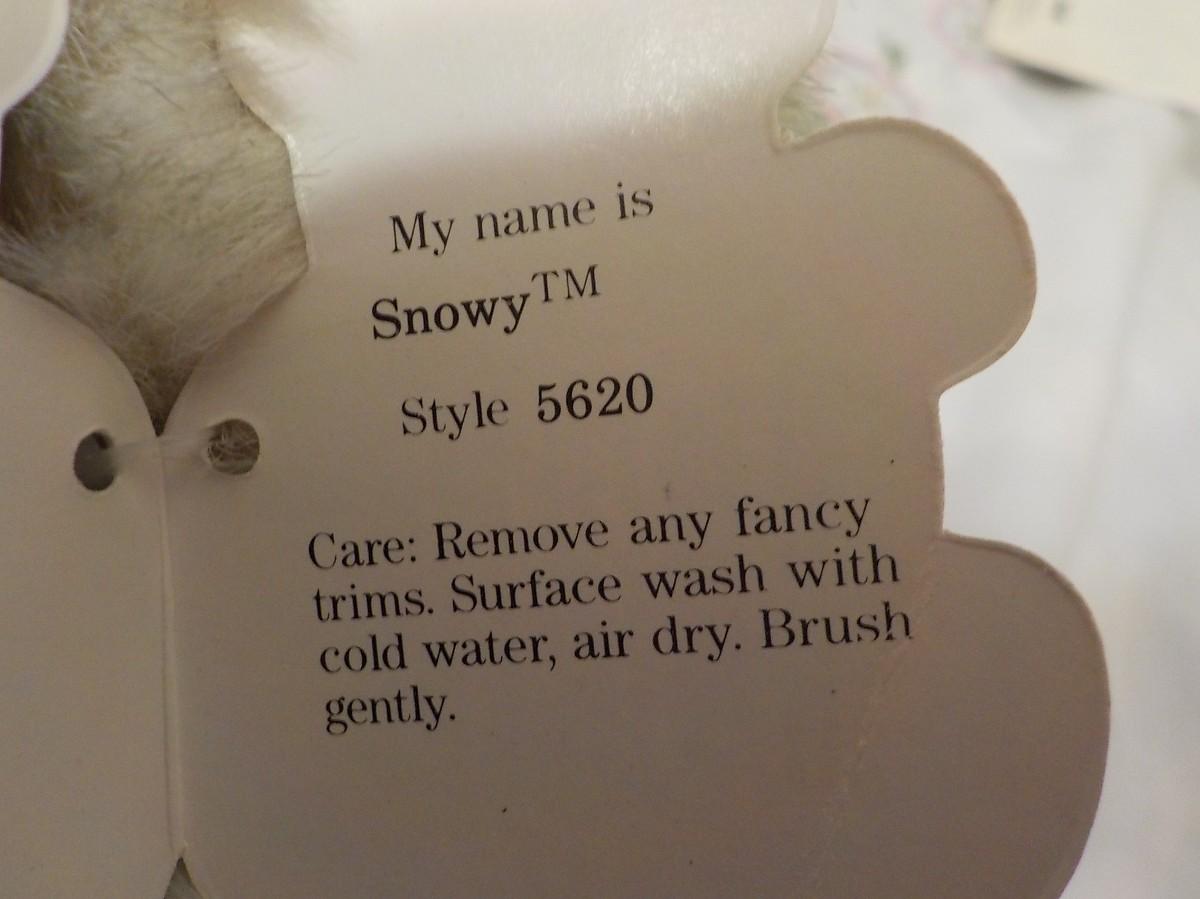 My name is
Snowy™
Style 5620
Care: Remove any fancy
trims. Surface wash with
cold water, air dry. Brush
gently.